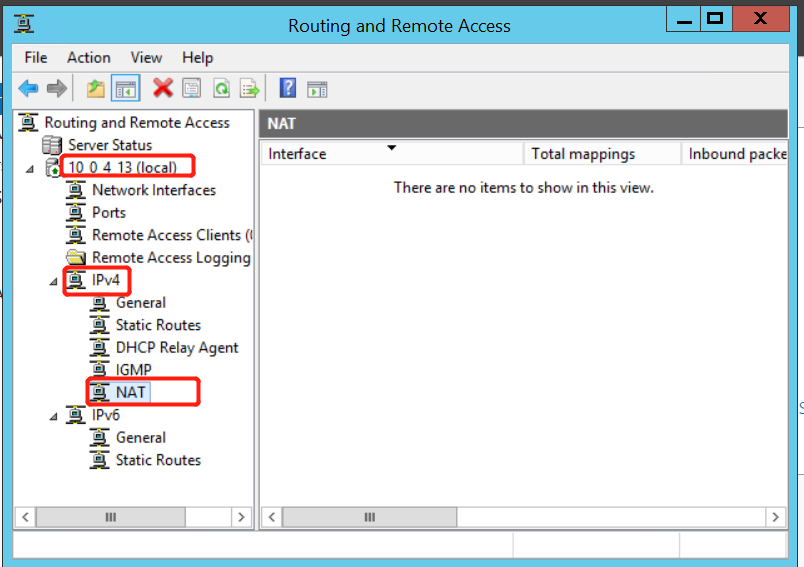 Routing and Remote Access
File Action View Help
Routing and Remote Access
Server Status
10_0_4_13 (local)
Network Interfaces
Ports
Remote Access Clients (
Remote Access Logging
IPv4
General
Static Routes
DHCP Relay Agent
IGMP
NAT
IPv6
General
Static Routes
NAT
Interface Total mappings Inbound packe
There are no items to show in this view.